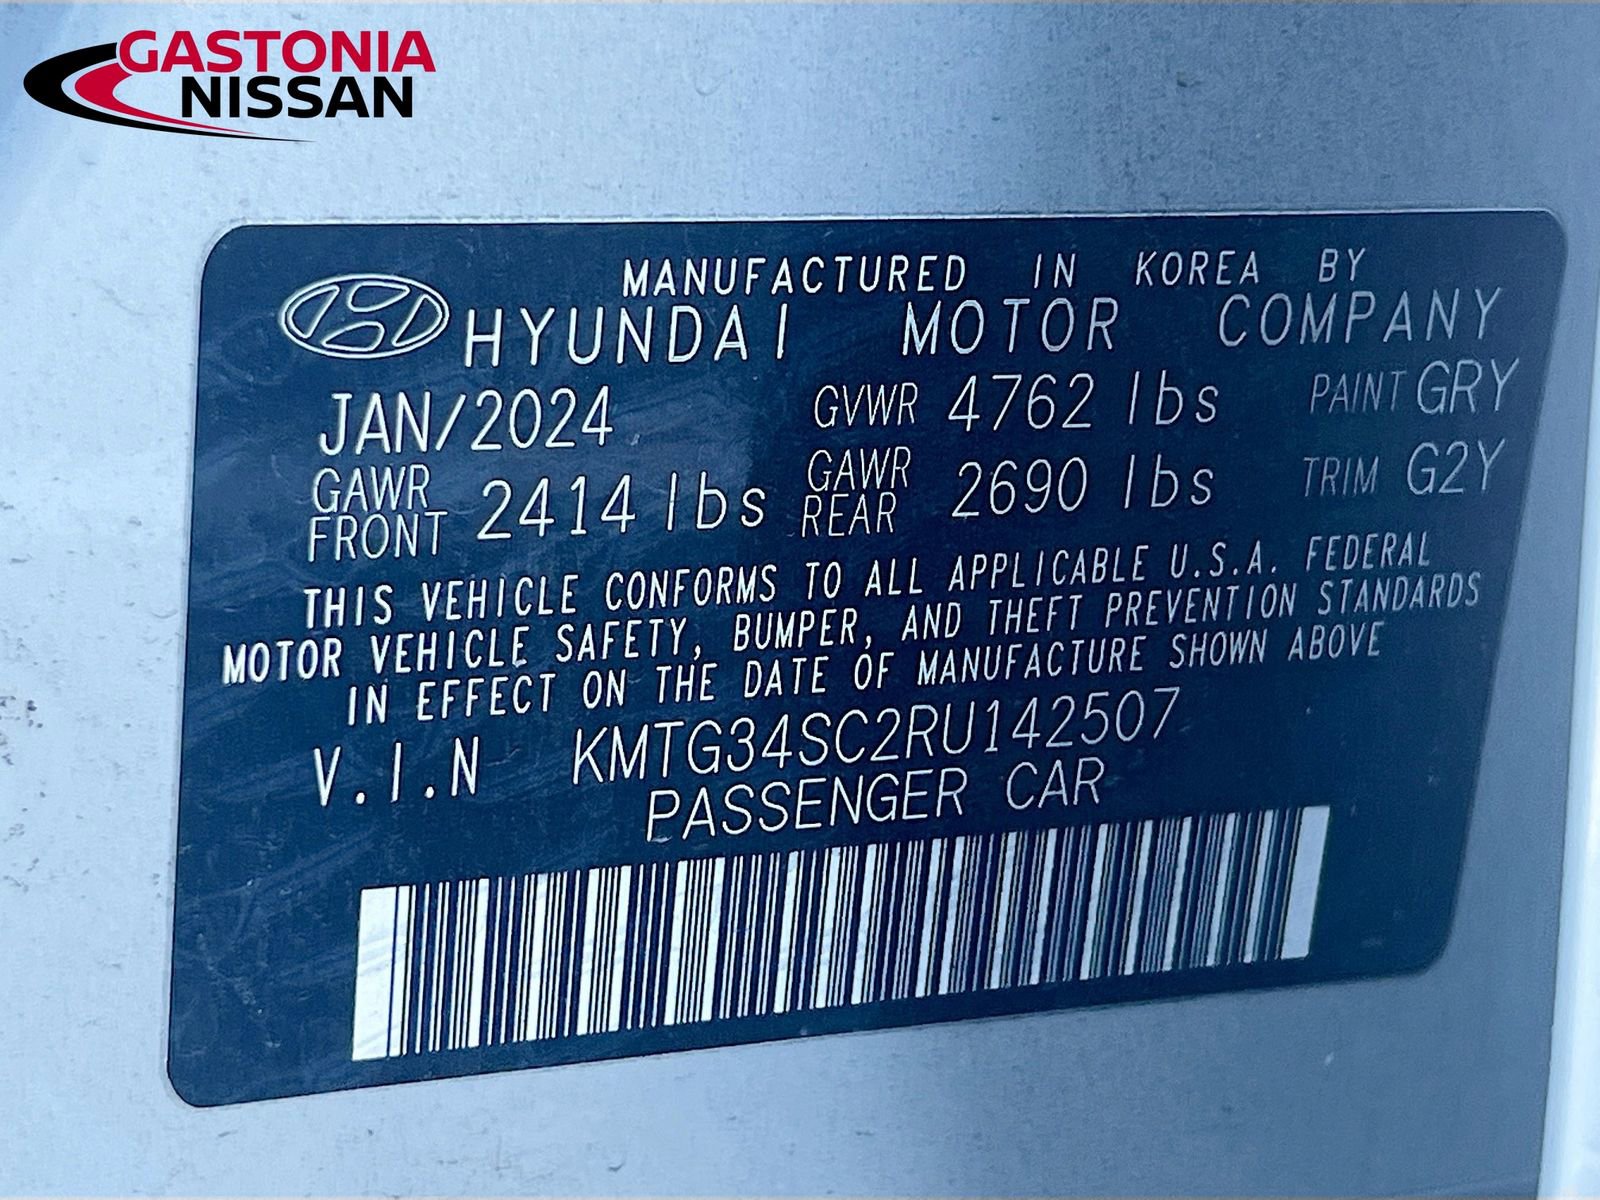 GASTONIA
NISSAN
MANUFACTURED IN KOREA BY
HYUNDAI MOTOR COMPANY
JAN/2024 GVWR 4762 lbs PAINT GRY
GAWR FRONT 2414 lbs GAWR REAR 2690 lbs TRIM G2Y
THIS VEHICLE CONFORMS TO ALL APPLICABLE U.S.A. FEDERAL
MOTOR VEHICLE SAFETY, BUMPER, AND THEFT PREVENTION STANDARDS
IN EFFECT ON THE DATE OF MANUFACTURE SHOWN ABOVE
V.I.N KMTG34SC2RU142507
PASSENGER CAR